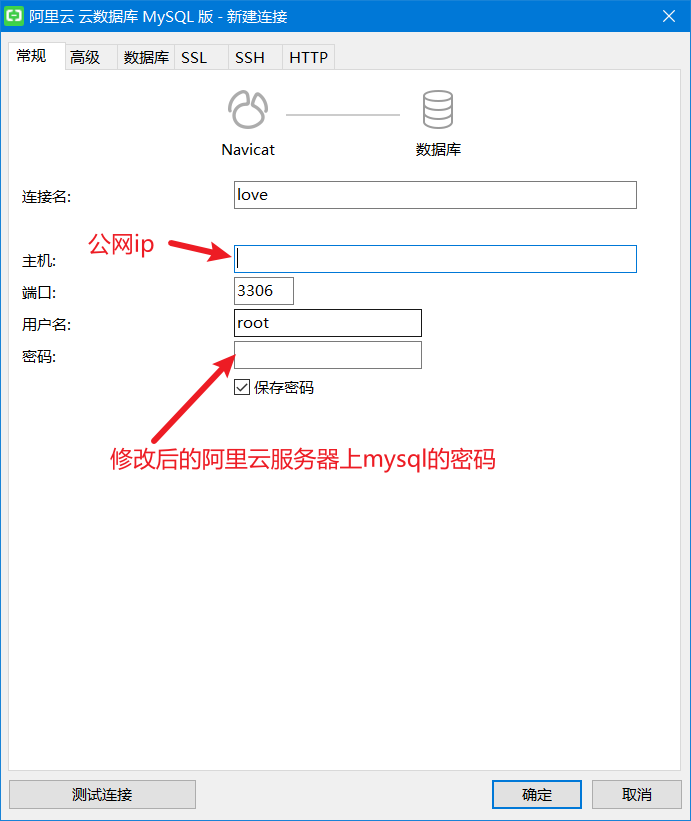 阿里云 云数据库 MySQL 版 - 新建连接
常规 高级 数据库 SSL SSH HTTP
Navicat 数据库
连接名: love
公网ip
主机:
端口: 3306
用户名: root
密码:
保存密码
修改后的阿里云服务器上mysql的密码
测试连接 确定 取消